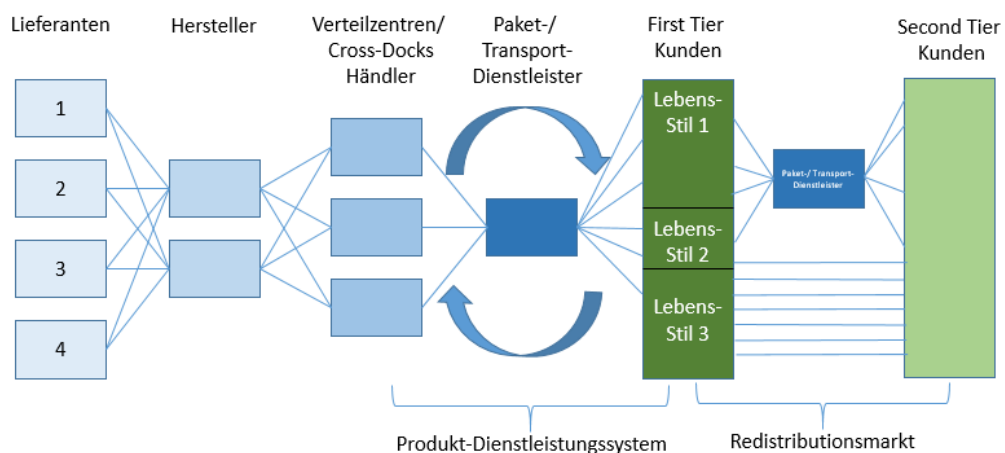 Lieferanten
Hersteller
Verteilzentren/
Cross-Docks
Händler
Paket-/
Transport-
Dienstleister
First Tier
Kunden
Second Tier
Kunden
1
2
3
4
Lebens-
Stil 1
Lebens-
Stil 2
Lebens-
Stil 3
Paket-/ Transport-
Dienstleister
Produkt-Dienstleistungssystem
Redistributionsmarkt